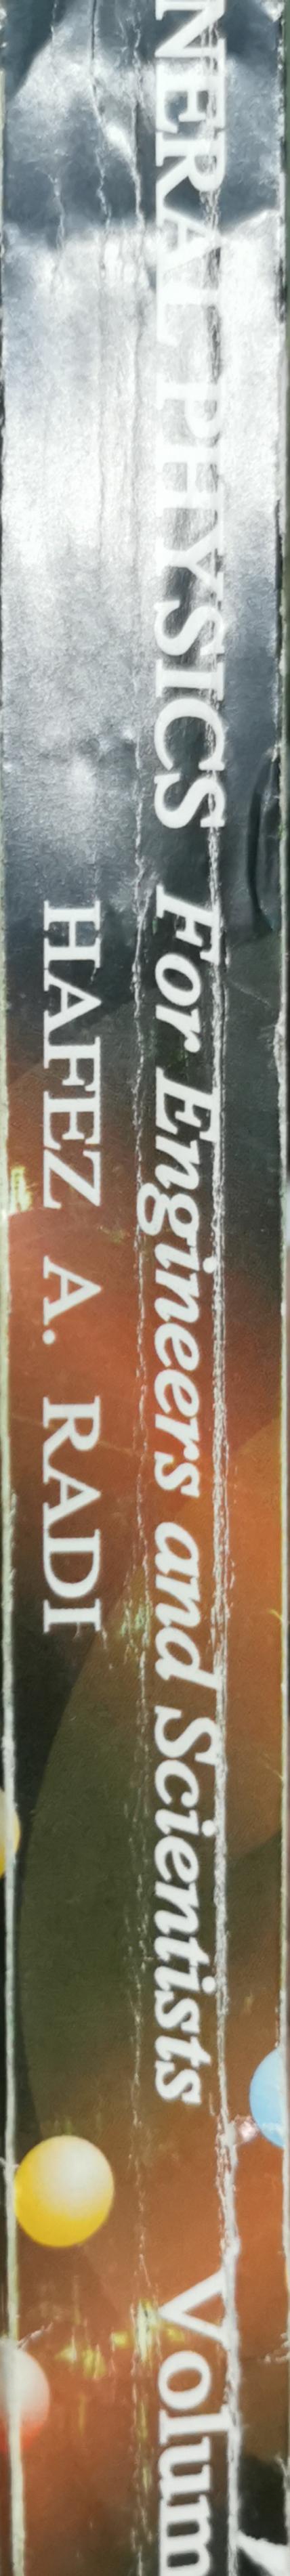 NERAL PHYSICS For Engineers and Scientists Volum
HAFEZ A. RADI